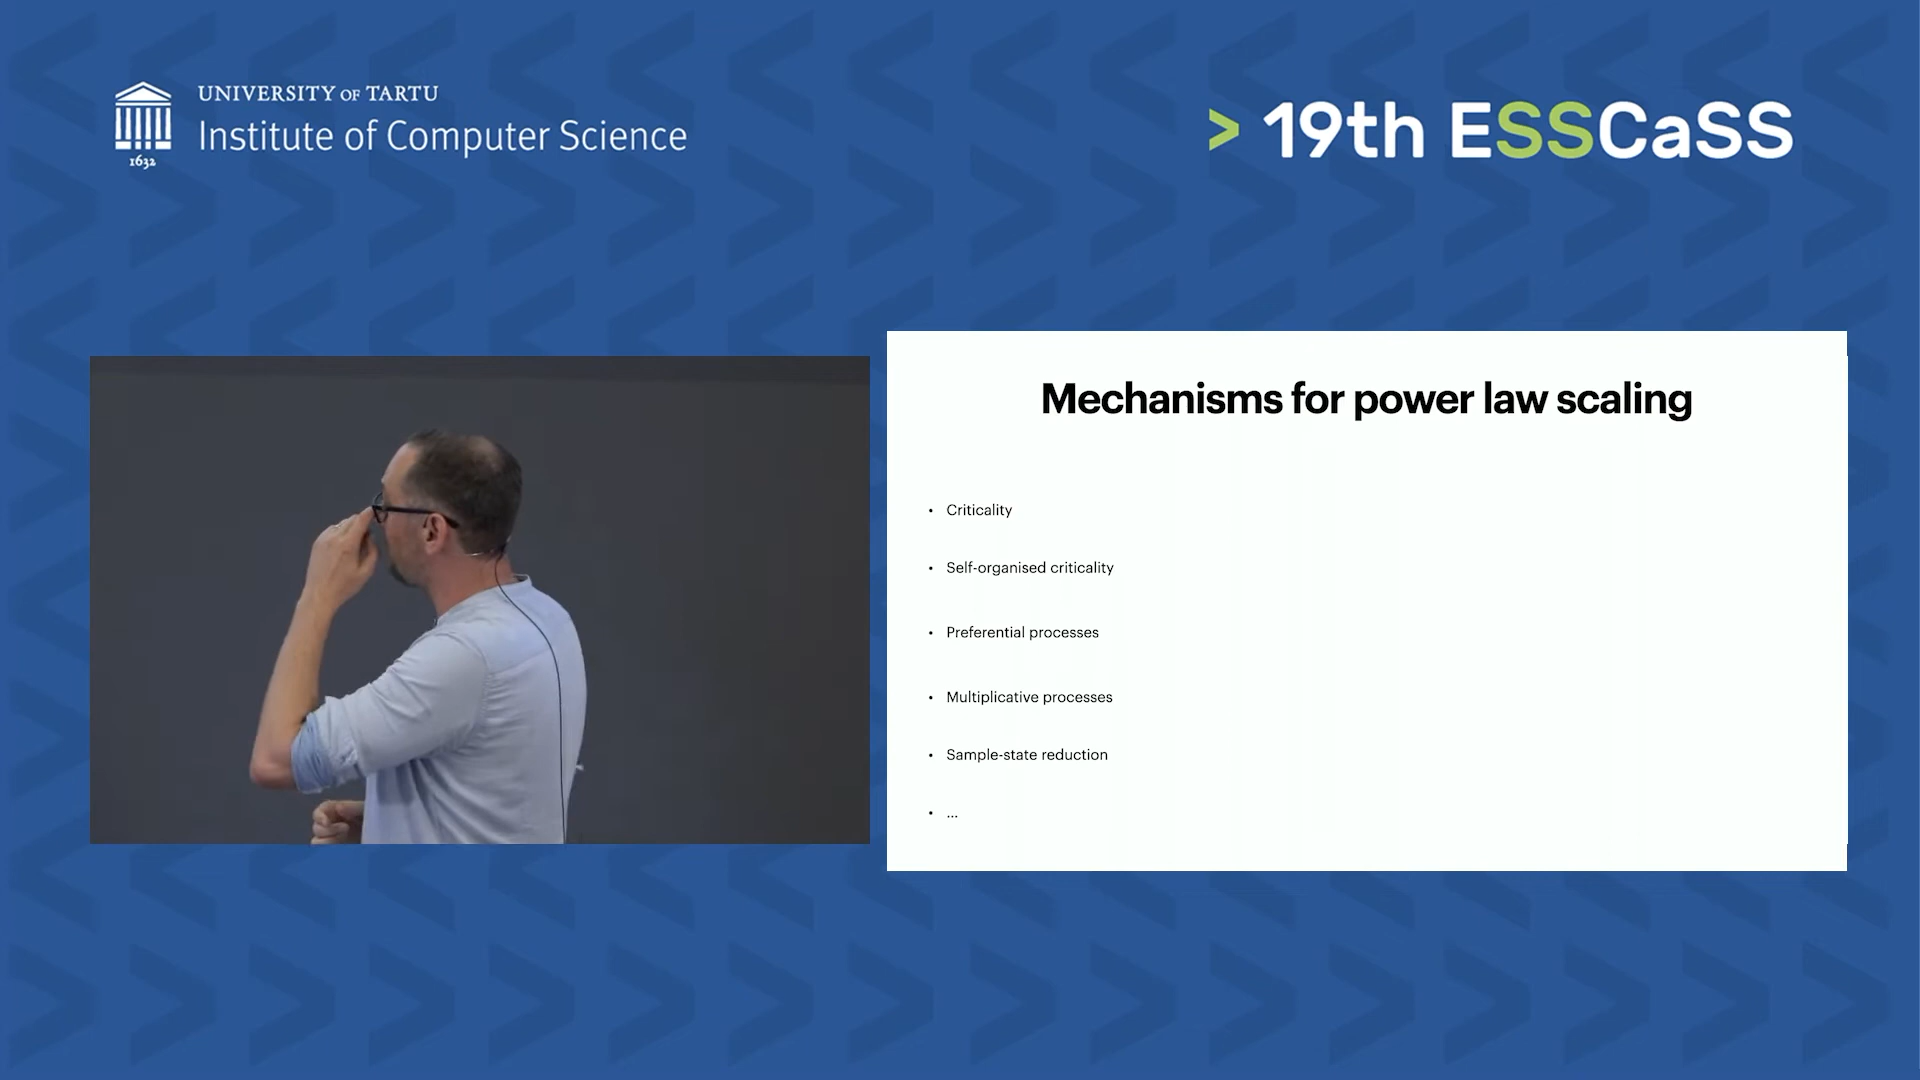 UNIVERSITY OF TARTU
Institute of Computer Science
1632
> 19th ESSCaSS
Mechanisms for power law scaling
• Criticality
• Self-organised criticality
• Preferential processes
• Multiplicative processes
• Sample-state reduction
• ...